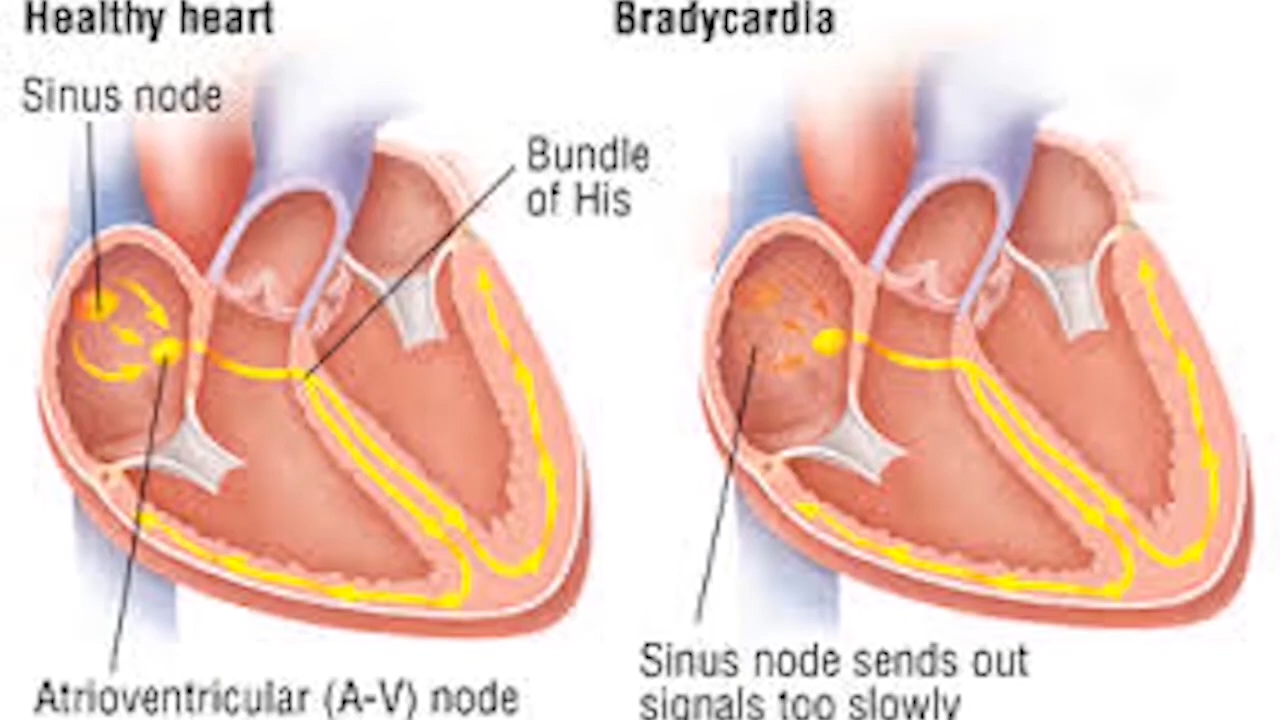 Healthy heart
Bradycardia
Sinus node
Bundle
of His
Atrioventricular (A-V) node
Sinus node sends out
signals too slowly